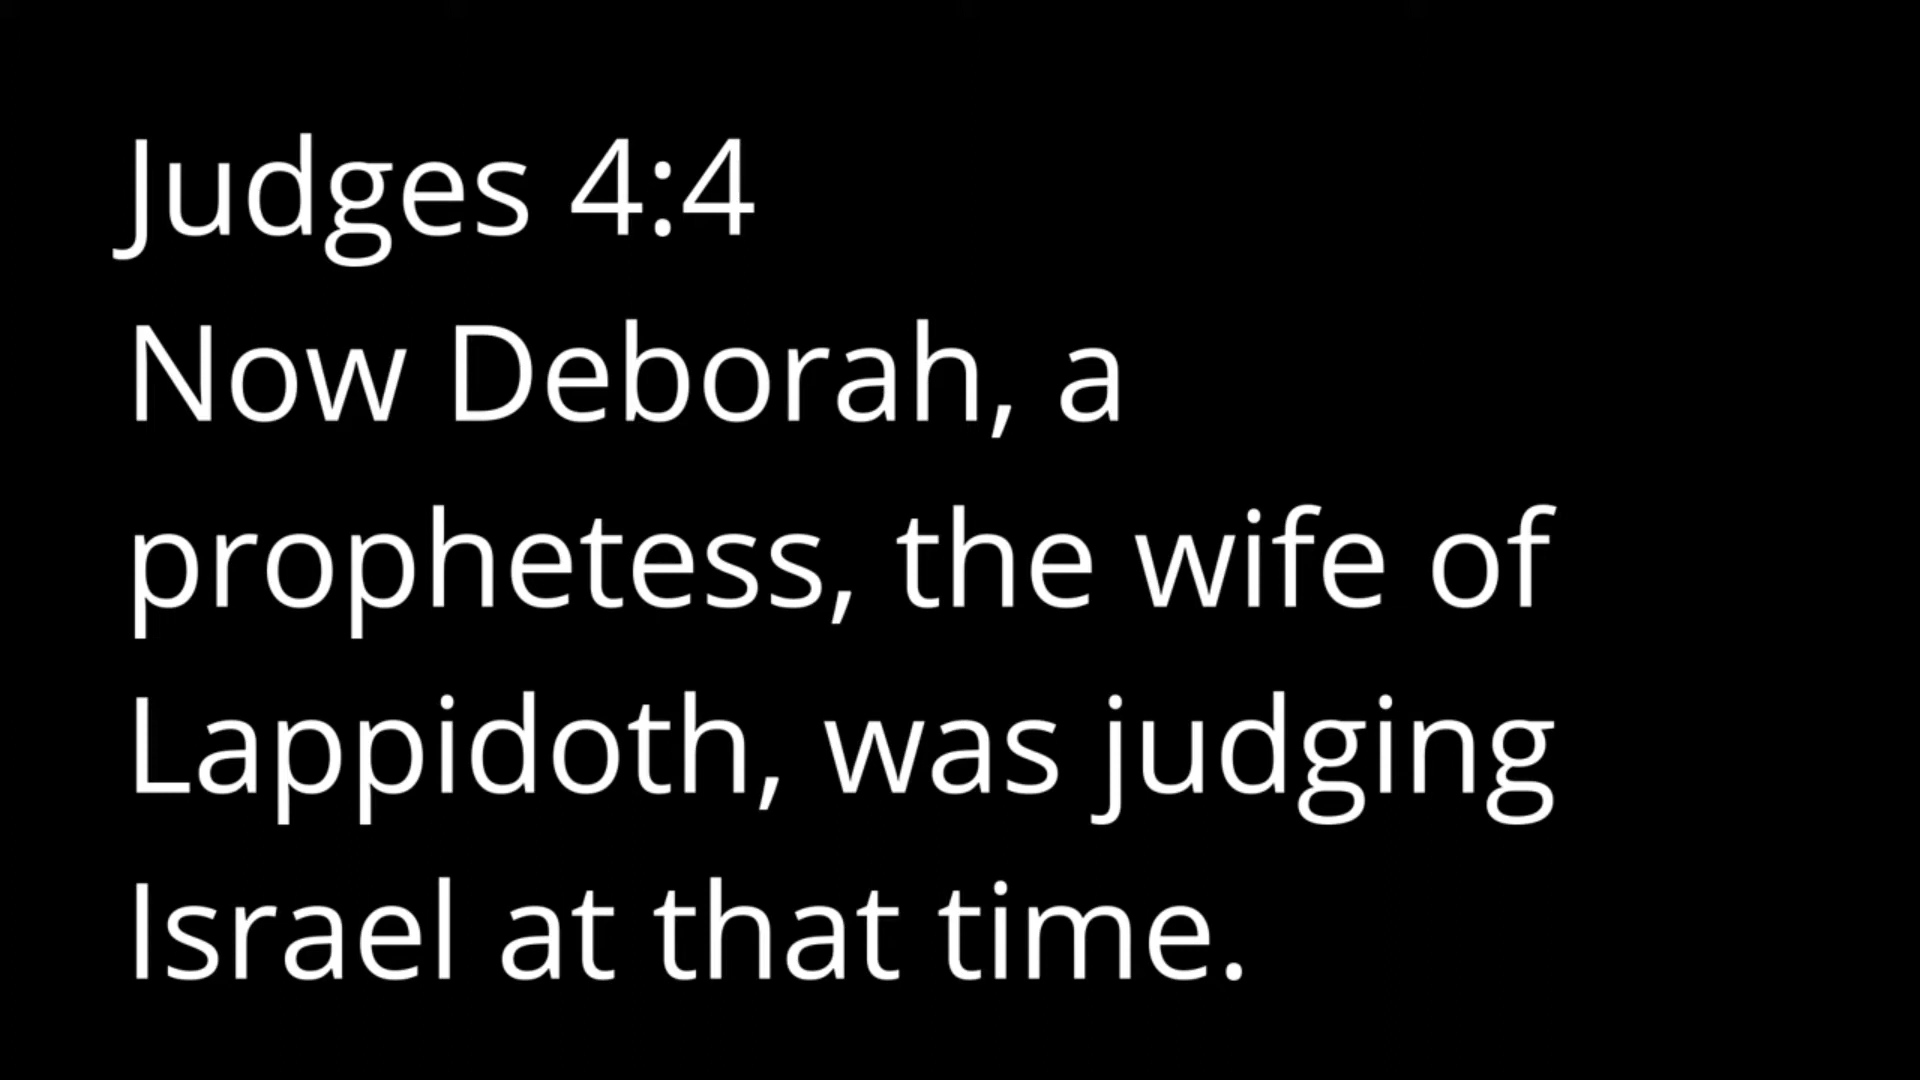 Judges 4:4
Now Deborah, a
prophetess, the wife of
Lappidoth, was judging
Israel at that time.